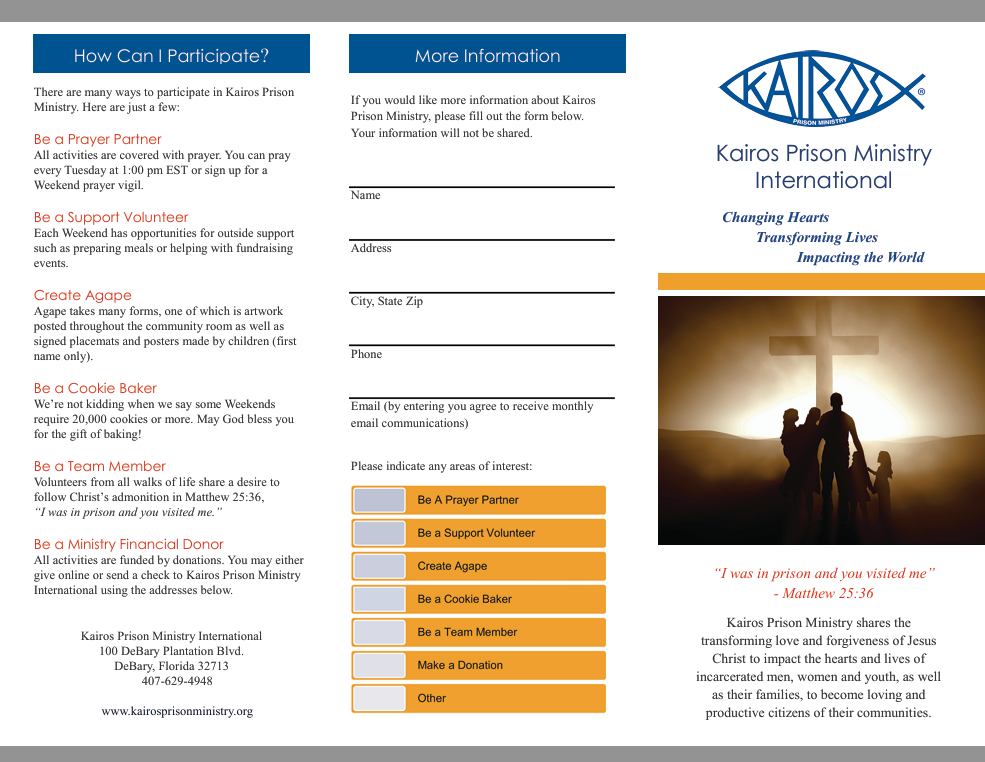 How Can I Participate?
There are many ways to participate in Kairos Prison
Ministry. Here are just a few:
Be a Prayer Partner
All activities are covered with prayer. You can pray
every Tuesday at 1:00 pm EST or sign up for a
Weekend prayer vigil.
Be a Support Volunteer
Each Weekend has opportunities for outside support
such as preparing meals or helping with fundraising
events.
Create Agape
Agape takes many forms, one of which is artwork
posted throughout the community room as well as
signed placemats and posters made by children (first
name only).
Be a Cookie Baker
We're not kidding when we say some Weekends
require 20,000 cookies or more. May God bless you
for the gift of baking!
Be a Team Member
Volunteers from all walks of life share a desire to
follow Christ's admonition in Matthew 25:36,
“I was in prison and you visited me.”
Be a Ministry Financial Donor
All activities are funded by donations. You may either
give online or send a check to Kairos Prison Ministry
International using the addresses below.
Kairos Prison Ministry International
100 DeBary Plantation Blvd.
DeBary, Florida 32713
407-629-4948
www.kairosprisonministry.org
More Information
If you would like more information about Kairos
Prison Ministry, please fill out the form below.
Your information will not be shared.
Name
Address
City, State Zip
Phone
Email (by entering you agree to receive monthly
email communications)
Please indicate any areas of interest:
Be A Prayer Partner
Be a Support Volunteer
Create Agape
Be a Cookie Baker
Be a Team Member
Make a Donation
Other
KAIROS®
PRISON MINISTRY
Kairos Prison Ministry
International
Changing Hearts
Transforming Lives
Impacting the World
“I was in prison and you visited me”
- Matthew 25:36
Kairos Prison Ministry shares the
transforming love and forgiveness of Jesus
Christ to impact the hearts and lives of
incarcerated men, women and youth, as well
as their families, to become loving and
productive citizens of their communities.